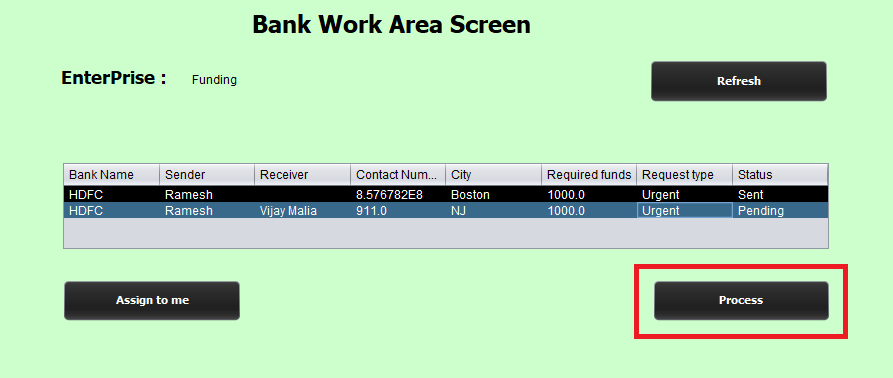 Bank Work Area Screen
EnterPrise : Funding
Refresh
Bank Name Sender Receiver Contact Num... City Required funds Request type Status
HDFC Ramesh 8.576782E8 Boston 1000.0 Urgent Sent
HDFC Ramesh Vijay Malia 911.0 NJ 1000.0 Urgent Pending
Assign to me Process